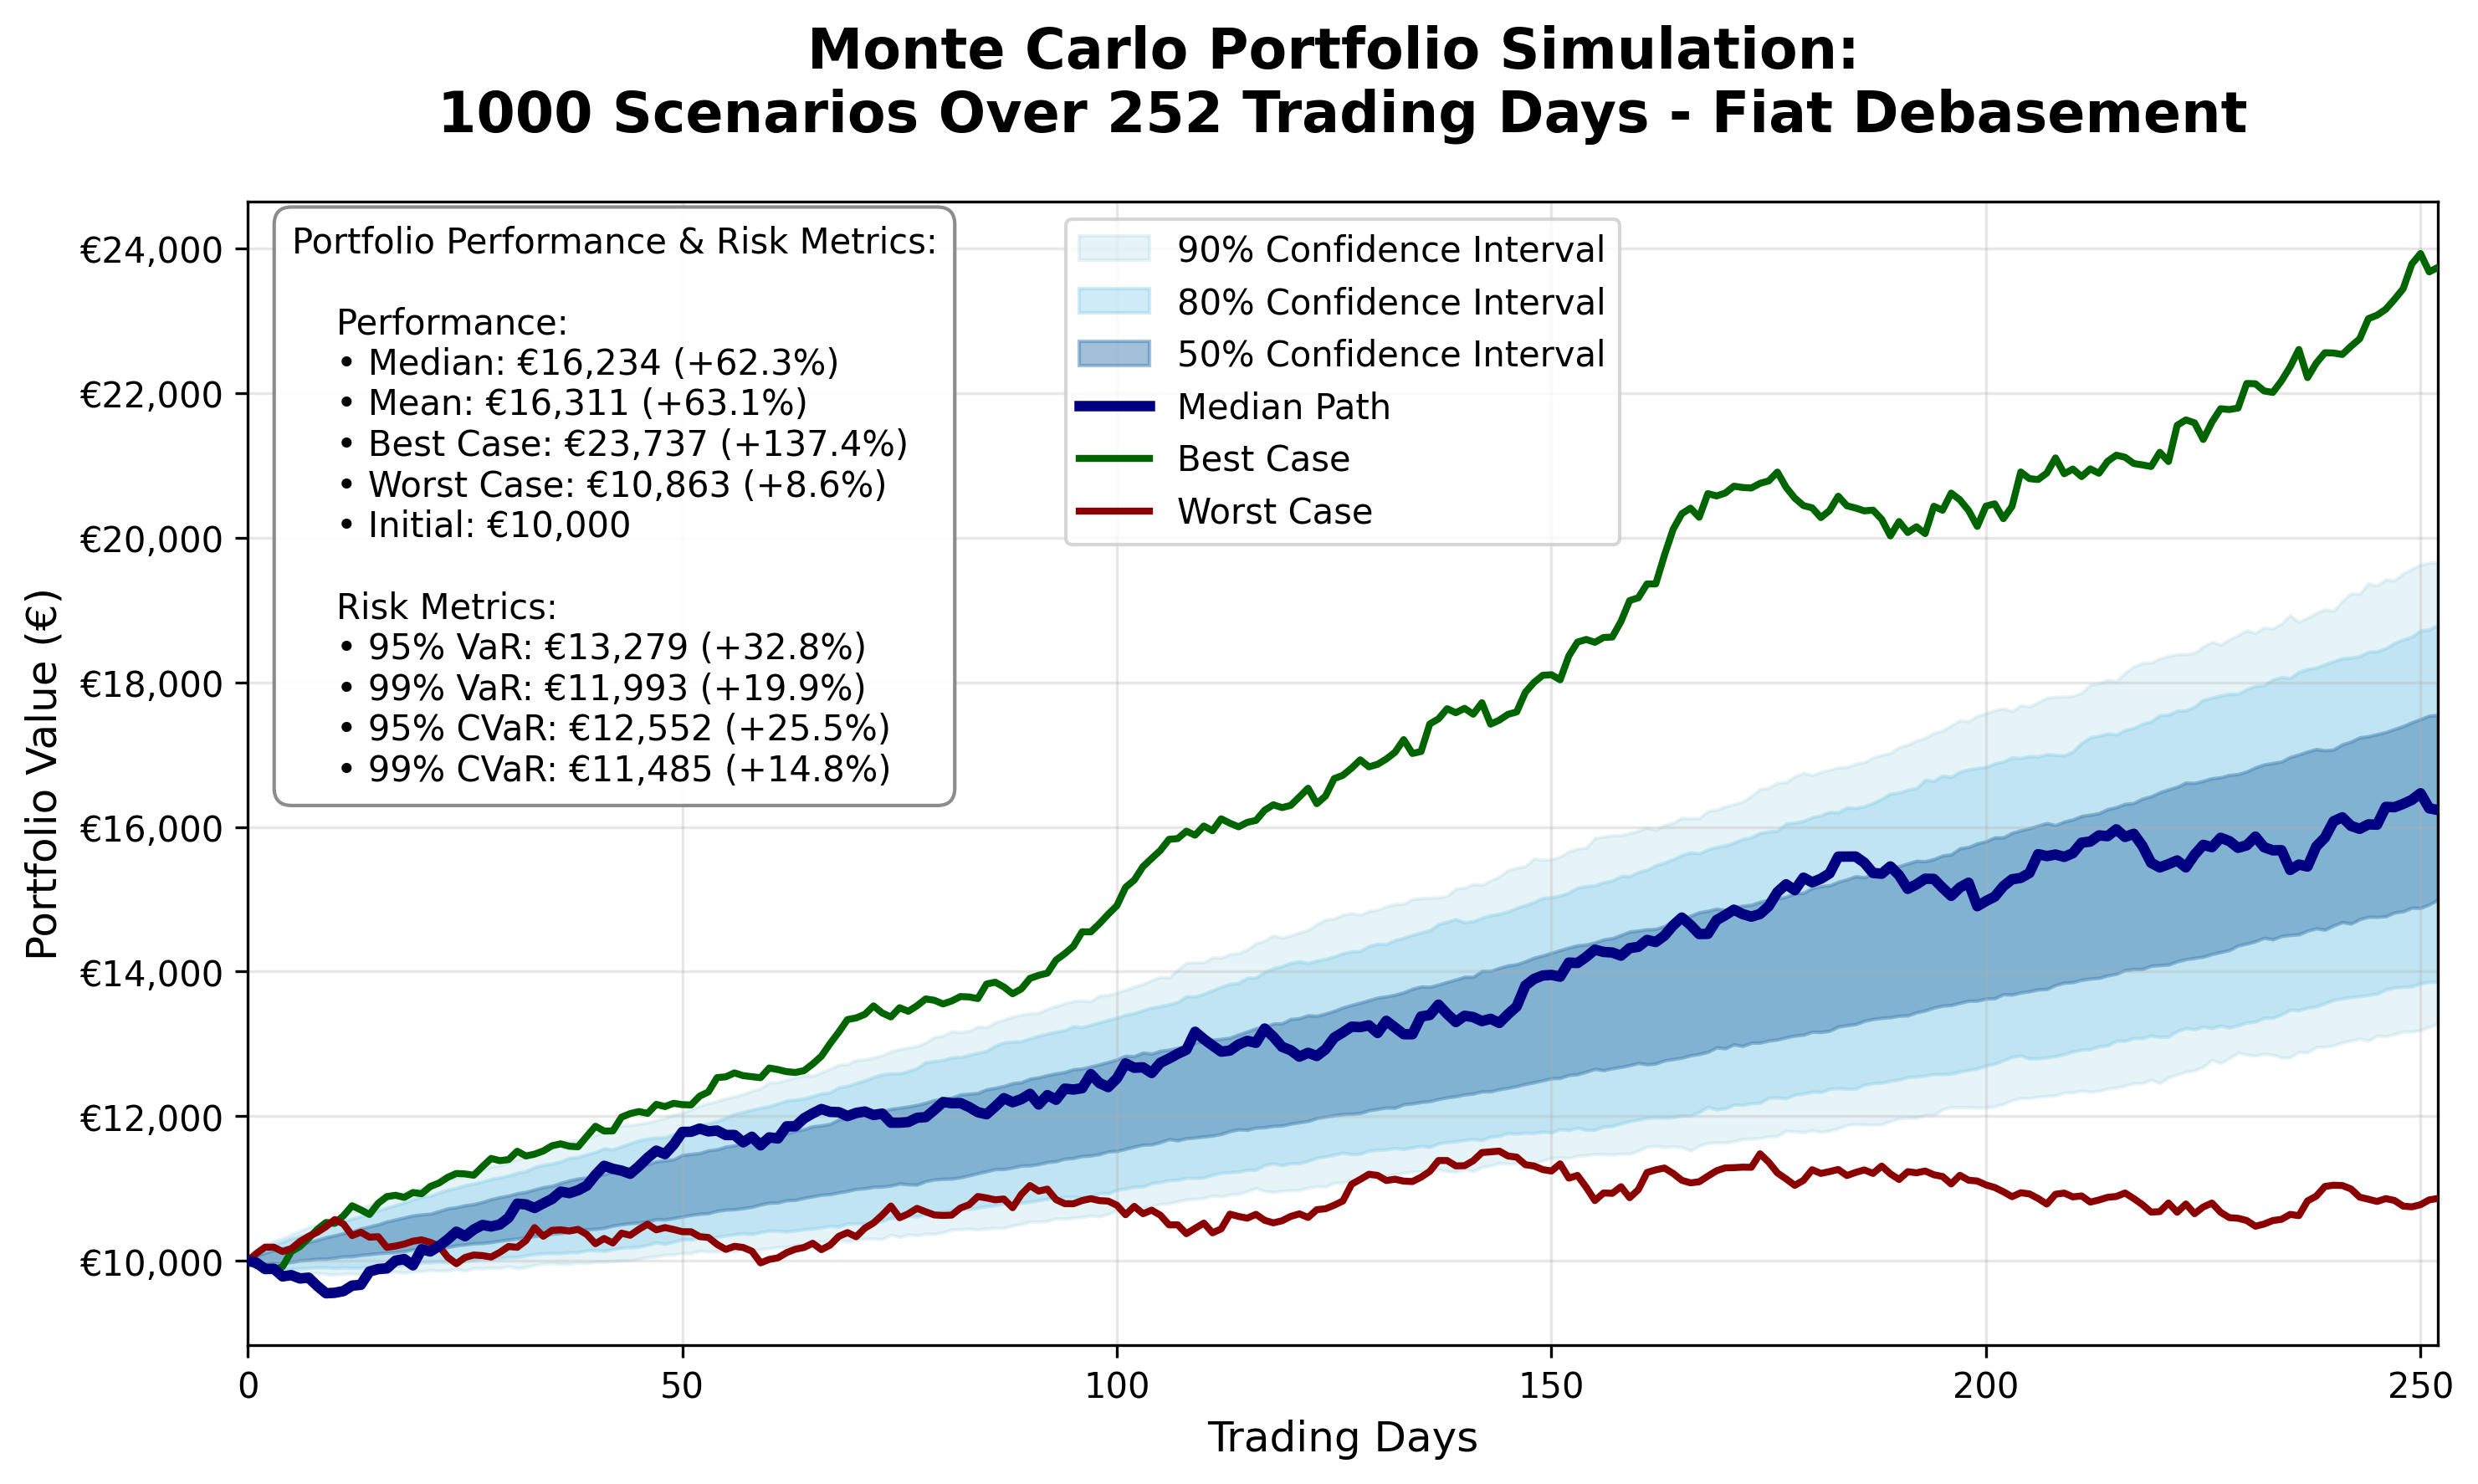 Monte Carlo Portfolio Simulation:
1000 Scenarios Over 252 Trading Days - Fiat Debasement
Portfolio Performance & Risk Metrics:
Performance:
• Median: €16,234 (+62.3%)
• Mean: €16,311 (+63.1%)
• Best Case: €23,737 (+137.4%)
• Worst Case: €10,863 (+8.6%)
• Initial: €10,000
Risk Metrics:
• 95% VaR: €13,279 (+32.8%)
• 99% VaR: €11,993 (+19.9%)
• 95% CVaR: €12,552 (+25.5%)
• 99% CVaR: €11,485 (+14.8%)
90% Confidence Interval
80% Confidence Interval
50% Confidence Interval
Median Path
Best Case
Worst Case
Portfolio Value (€)
€24,000
€22,000
€20,000
€18,000
€16,000
€14,000
€12,000
€10,000
0
50
100
150
200
250
Trading Days